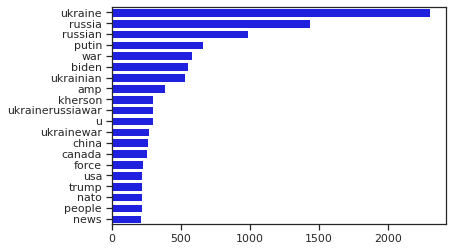 ukraine
russia
russian
putin
war
biden
ukrainian
amp
kherson
ukrainerussiawar
u
ukrainewar
china
canada
force
usa
trump
nato
people
news
0 500 1000 1500 2000